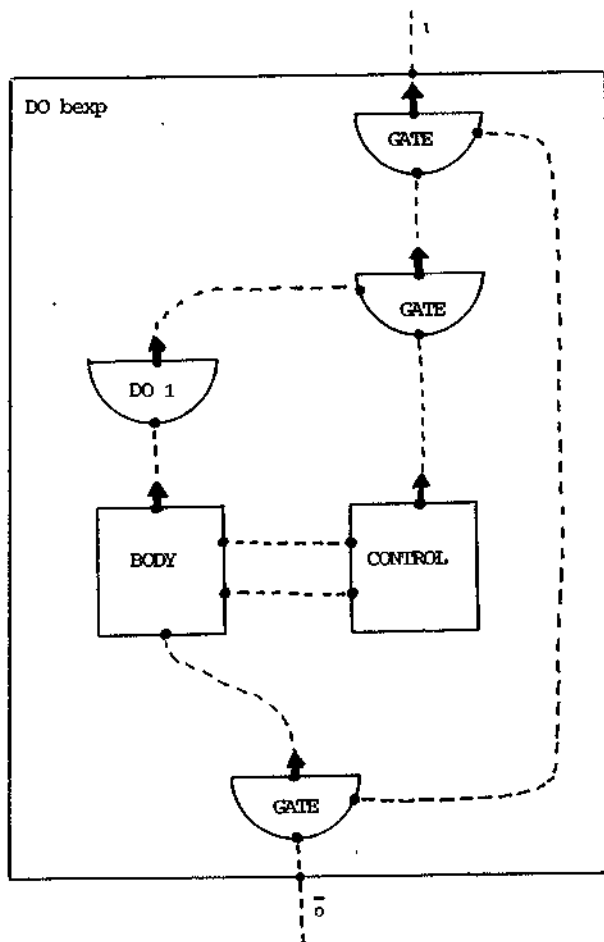 ι
DO bexp
GATE
GATE
DO 1
BODY
CONTROL
GATE
ō